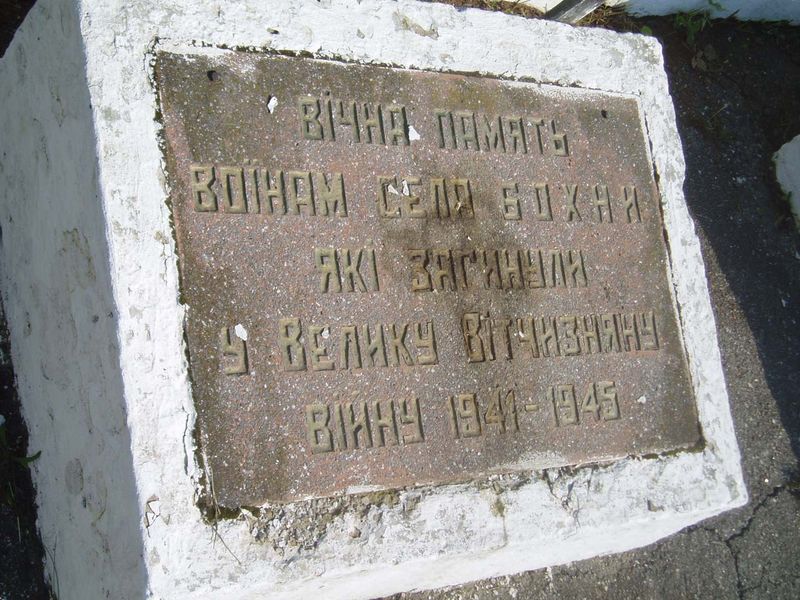 ВІЧНА ПАМЯТЬ
ВОЇНАМ СЕЛА БОХНИ
ЯКІ ЗАГИНУЛИ
У ВЕЛИКУ ВІТЧИЗНЯНУ
ВІЙНУ 1941-1945